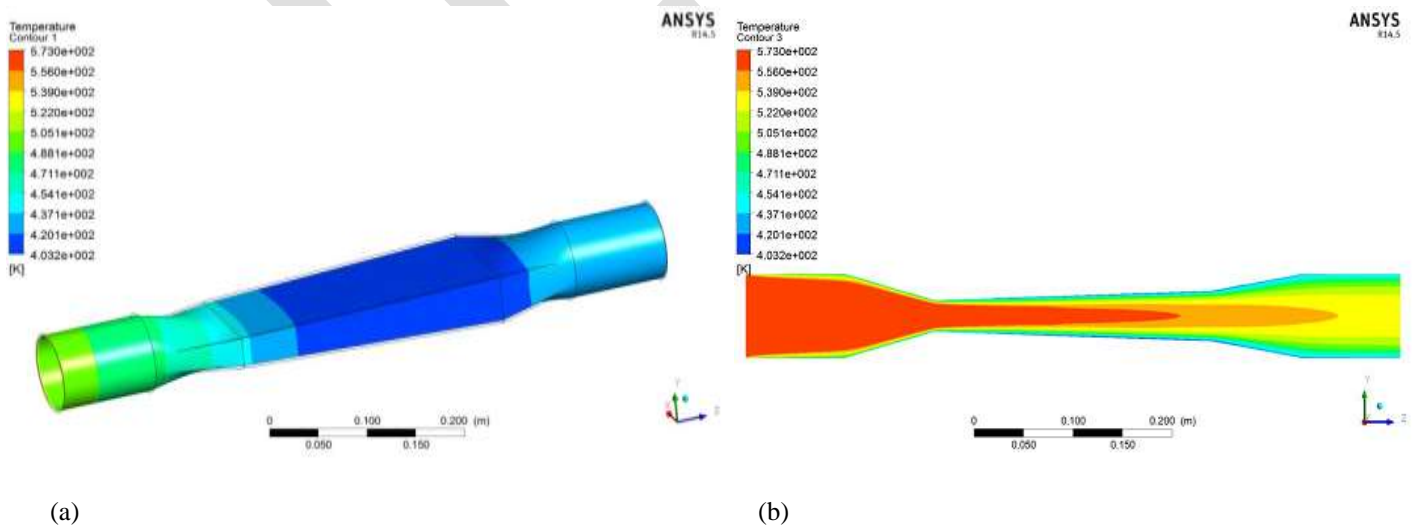 Temperature
Contour 1
5.730e+002
5.560e+002
5.390e+002
5.220e+002
5.051e+002
4.881e+002
4.711e+002
4.541e+002
4.371e+002
4.201e+002
4.032e+002
[K]
ANSYS
R14.5
0 0.100 0.200 (m)
0.050 0.150
Y
X
Z
(a)
Temperature
Contour 3
5.730e+002
5.560e+002
5.390e+002
5.220e+002
5.051e+002
4.881e+002
4.711e+002
4.541e+002
4.371e+002
4.201e+002
4.032e+002
[K]
ANSYS
R14.5
0 0.100 0.200 (m)
0.050 0.150
Y
Z
(b)